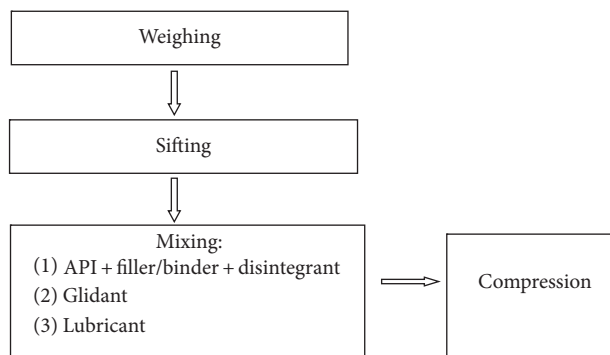 Weighing
Sifting
Mixing:
(1) API + filler/binder + disintegrant
(2) Glidant
(3) Lubricant
Compression